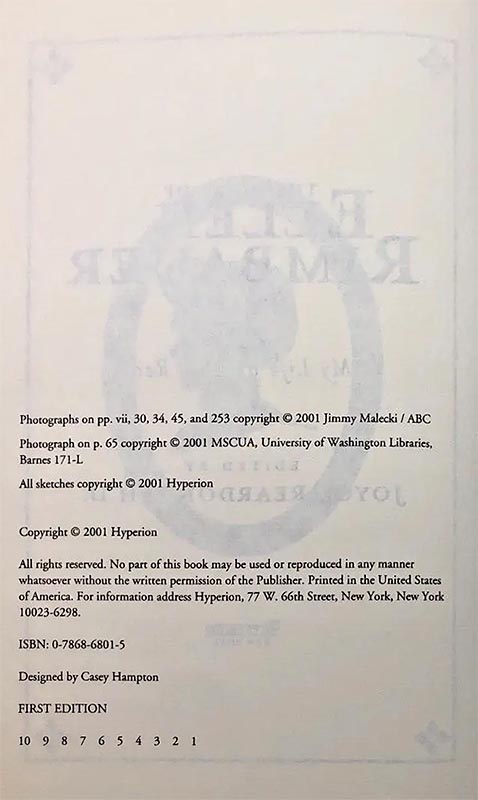 Photographs on pp. vii, 30, 34, 45, and 253 copyright © 2001 Jimmy Malecki / ABC
Photograph on p. 65 copyright © 2001 MSCUA, University of Washington Libraries,
Barnes 171-L
All sketches copyright © 2001 Hyperion
Copyright © 2001 Hyperion
All rights reserved. No part of this book may be used or reproduced in any manner
whatsoever without the written permission of the Publisher. Printed in the United States
of America. For information address Hyperion, 77 W. 66th Street, New York, New York
10023-6298.
ISBN: 0-7868-6801-5
Designed by Casey Hampton
FIRST EDITION
10 9 8 7 6 5 4 3 2 1